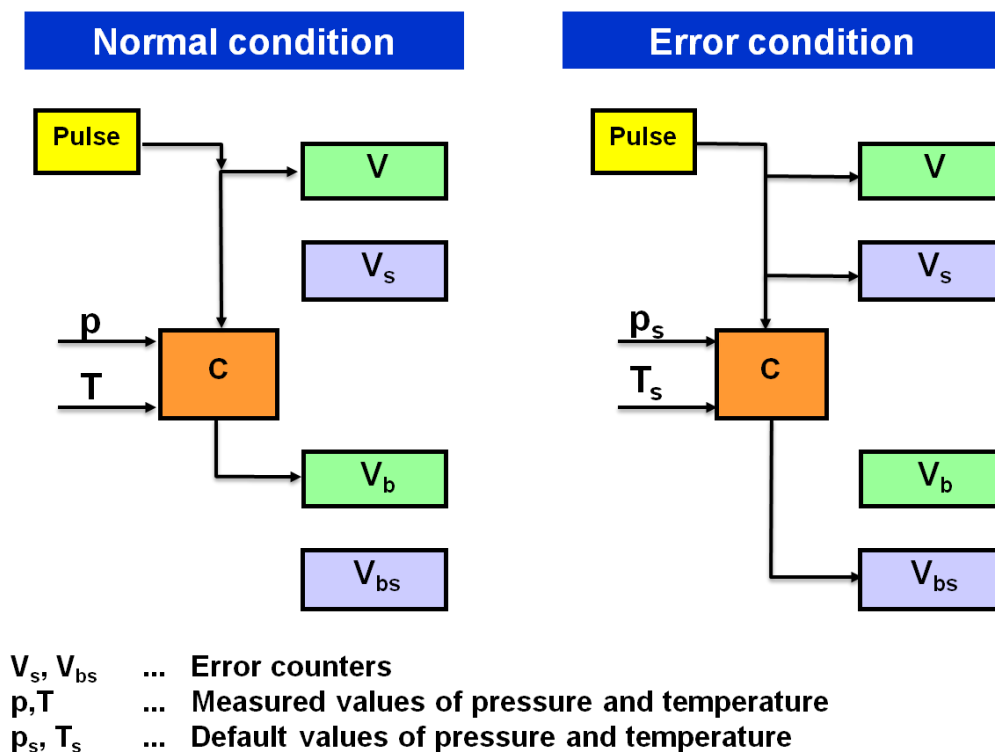 Normal condition
Pulse
V
Vs
p
T
C
Vb
Vbs
Error condition
Pulse
V
Vs
ps
Ts
C
Vb
Vbs
Vs, Vbs ... Error counters
p,T ... Measured values of pressure and temperature
ps, Ts ... Default values of pressure and temperature